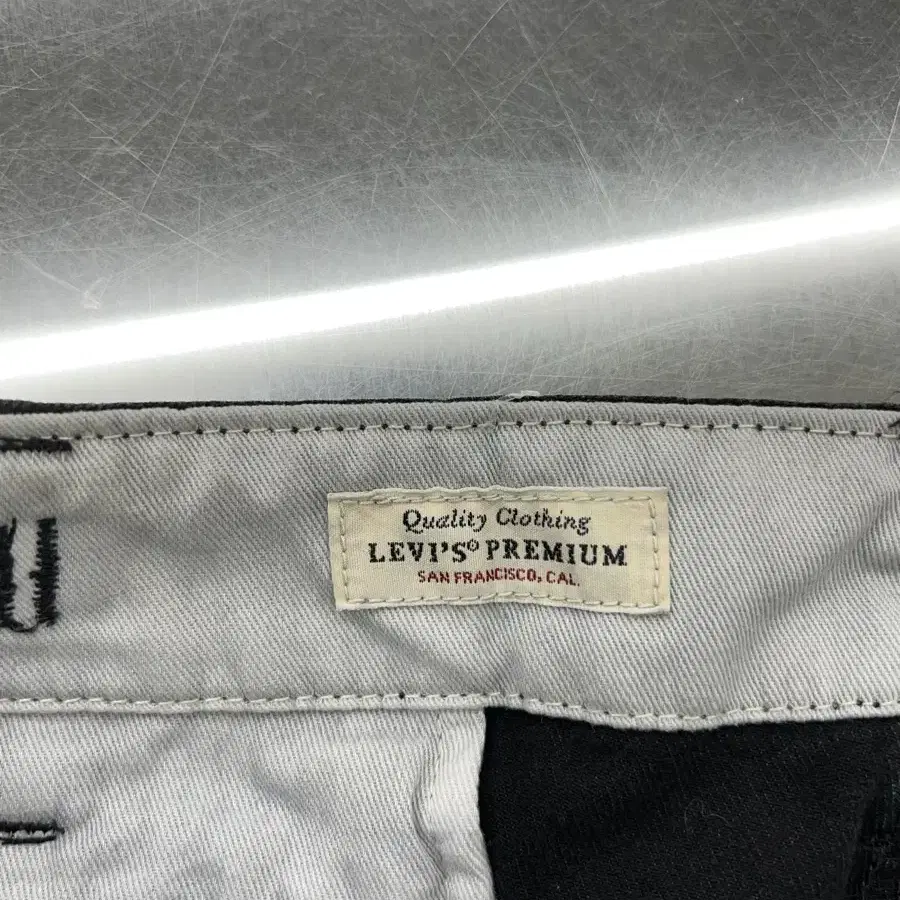 Quality Clothing
LEVI'S® PREMIUM
SAN FRANCISCO, CAL.